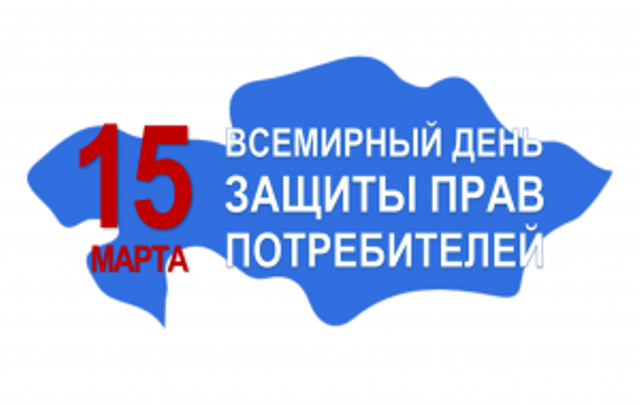 15
МАРТА
ВСЕМИРНЫЙ ДЕНЬ
ЗАЩИТЫ ПРАВ
ПОТРЕБИТЕЛЕЙ